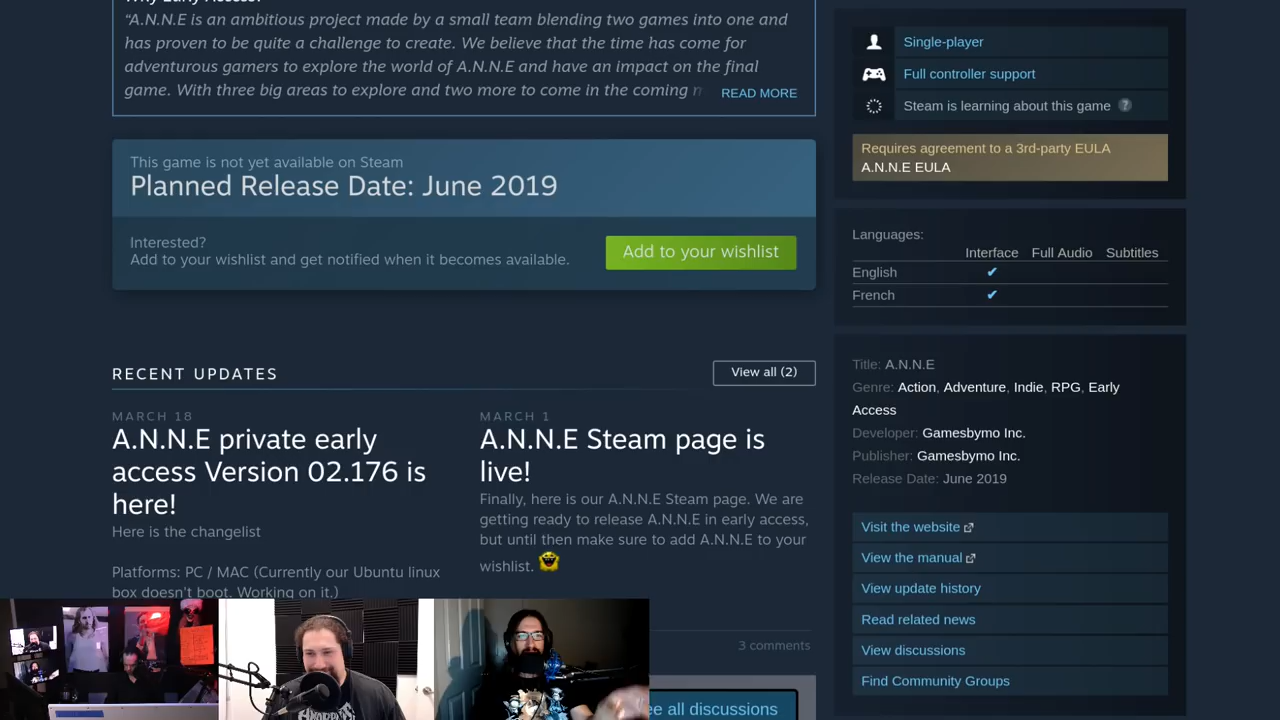 "A.N.N.E is an ambitious project made by a small team blending two games into one and
has proven to be quite a challenge to create. We believe that the time has come for
adventurous gamers to explore the world of A.N.N.E and have an impact on the final
game. With three big areas to explore and two more to come in the coming m
READ MORE
This game is not yet available on Steam
Planned Release Date: June 2019
Interested?
Add to your wishlist and get notified when it becomes available.
Add to your wishlist
RECENT UPDATES
View all (2)
MARCH 18
A.N.N.E private early
access Version 02.176 is
here!
Here is the changelist
Platforms: PC / MAC (Currently our Ubuntu linux
box doesn't boot. Working on it.)
MARCH 1
A.N.N.E Steam page is
live!
Finally, here is our A.N.N.E Steam page. We are
getting ready to release A.N.N.E in early access,
but until then make sure to add A.N.N.E to your
wishlist.
3 comments
ee all discussions
Single-player
Full controller support
Steam is learning about this game ?
Requires agreement to a 3rd-party EULA
A.N.N.E EULA
Languages:
Interface Full Audio Subtitles
English ✔
French ✔
Title: A.N.N.E
Genre: Action, Adventure, Indie, RPG, Early
Access
Developer: Gamesbymo Inc.
Publisher: Gamesbymo Inc.
Release Date: June 2019
Visit the website
View the manual
View update history
Read related news
View discussions
Find Community Groups